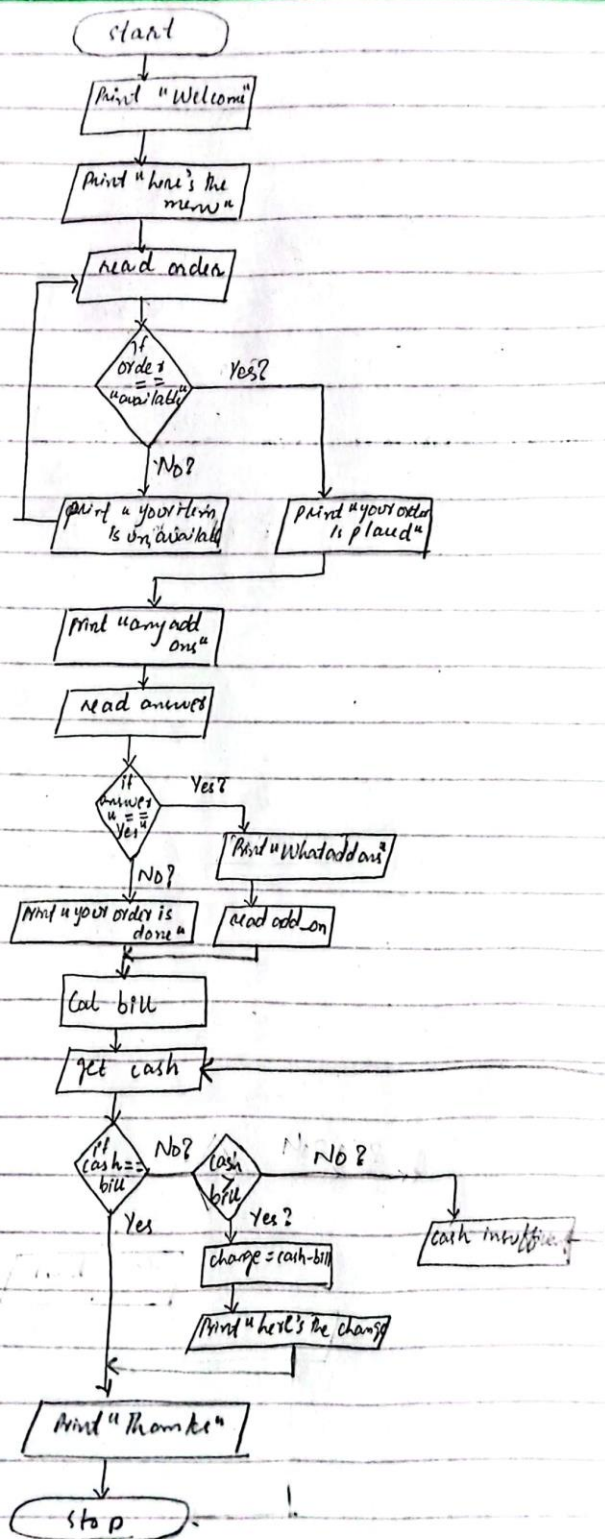 start
Print "Welcome"
Print "here's the
menu"
read order
if
order
==
"available"
Yes?
No?
print "your item
is unavailable
print "your order
is placed"
print "any add
ons"
read answer
if
answer
==
"Yes"
Yes?
No?
Print "What add ons"
Print "your order is
done"
read add_on
Cal bill
get cash
if
cash==
bill
No?
cash
>
bill
No?
Yes
Yes?
cash
change = cash-bill
Print "here's the change
Print "Thanks"
stop